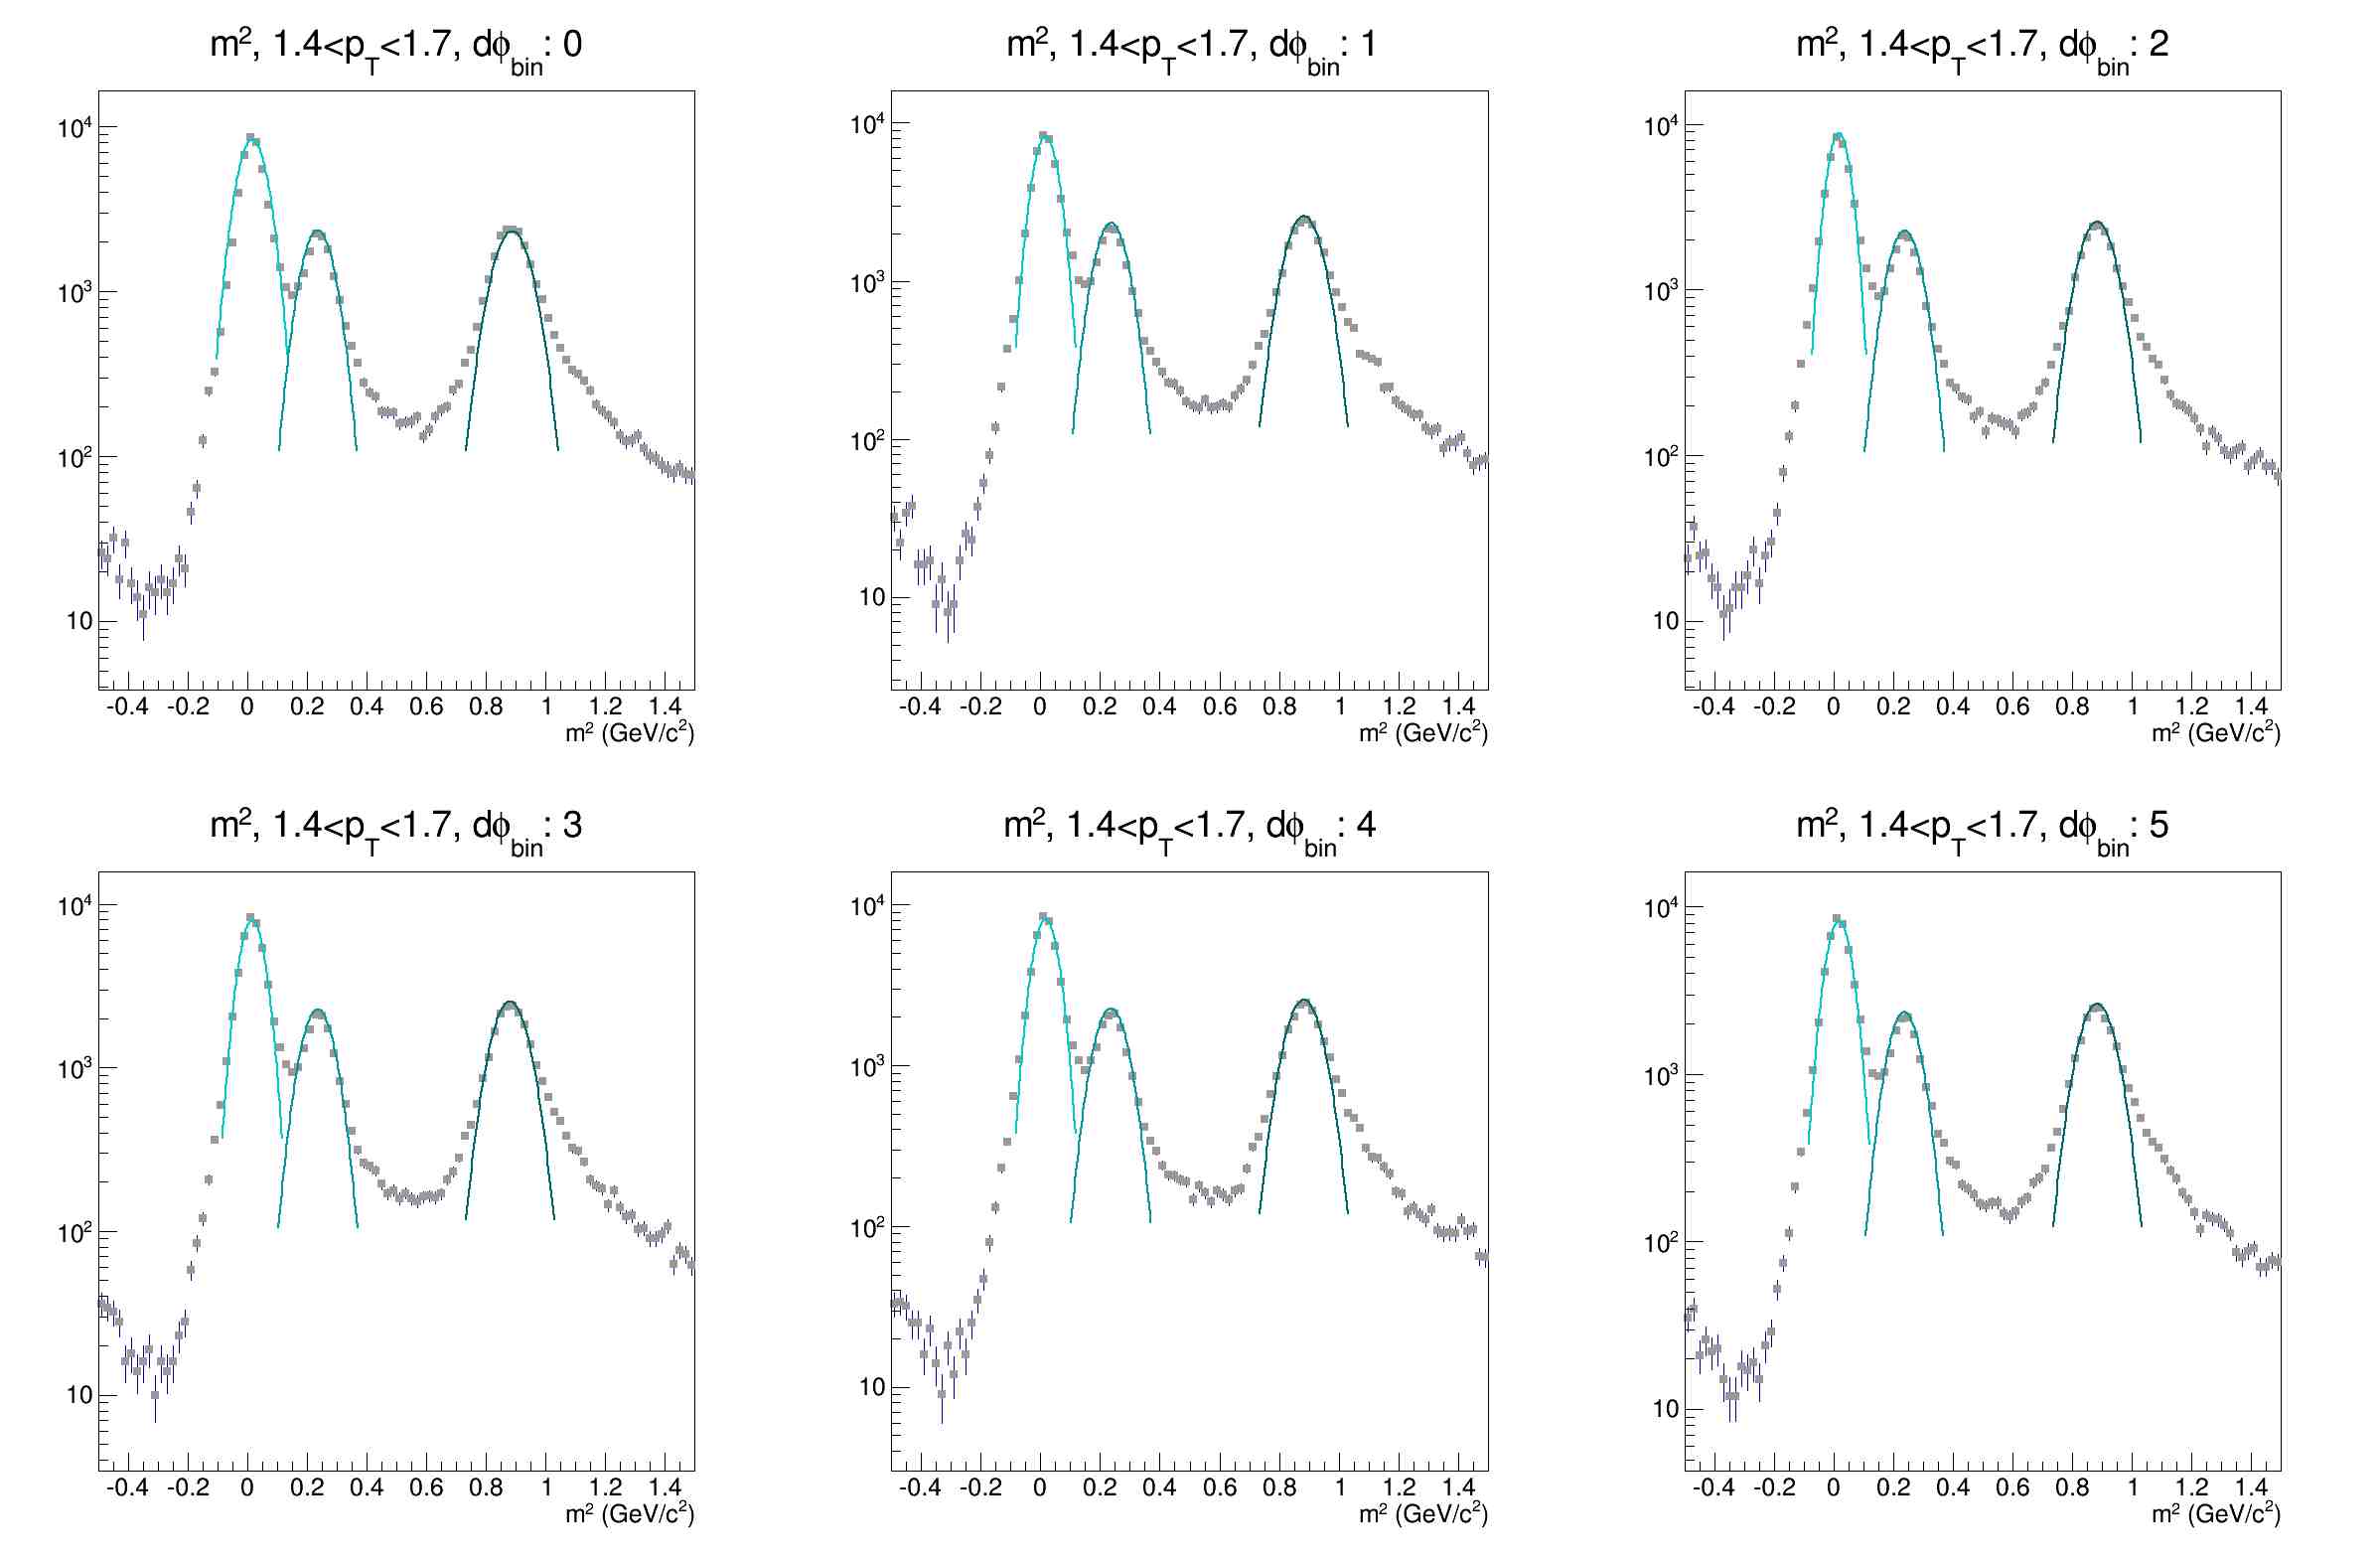 m², 1.4<p_T<1.7, dϕ_bin: 0
10⁴
10³
10²
10
-0.4 -0.2 0 0.2 0.4 0.6 0.8 1 1.2 1.4
m² (GeV/c²)
m², 1.4<p_T<1.7, dϕ_bin: 1
10⁴
10³
10²
10
-0.4 -0.2 0 0.2 0.4 0.6 0.8 1 1.2 1.4
m² (GeV/c²)
m², 1.4<p_T<1.7, dϕ_bin: 2
10⁴
10³
10²
10
-0.4 -0.2 0 0.2 0.4 0.6 0.8 1 1.2 1.4
m² (GeV/c²)
m², 1.4<p_T<1.7, dϕ_bin: 3
10⁴
10³
10²
10
-0.4 -0.2 0 0.2 0.4 0.6 0.8 1 1.2 1.4
m² (GeV/c²)
m², 1.4<p_T<1.7, dϕ_bin: 4
10⁴
10³
10²
10
-0.4 -0.2 0 0.2 0.4 0.6 0.8 1 1.2 1.4
m² (GeV/c²)
m², 1.4<p_T<1.7, dϕ_bin: 5
10⁴
10³
10²
10
-0.4 -0.2 0 0.2 0.4 0.6 0.8 1 1.2 1.4
m² (GeV/c²)